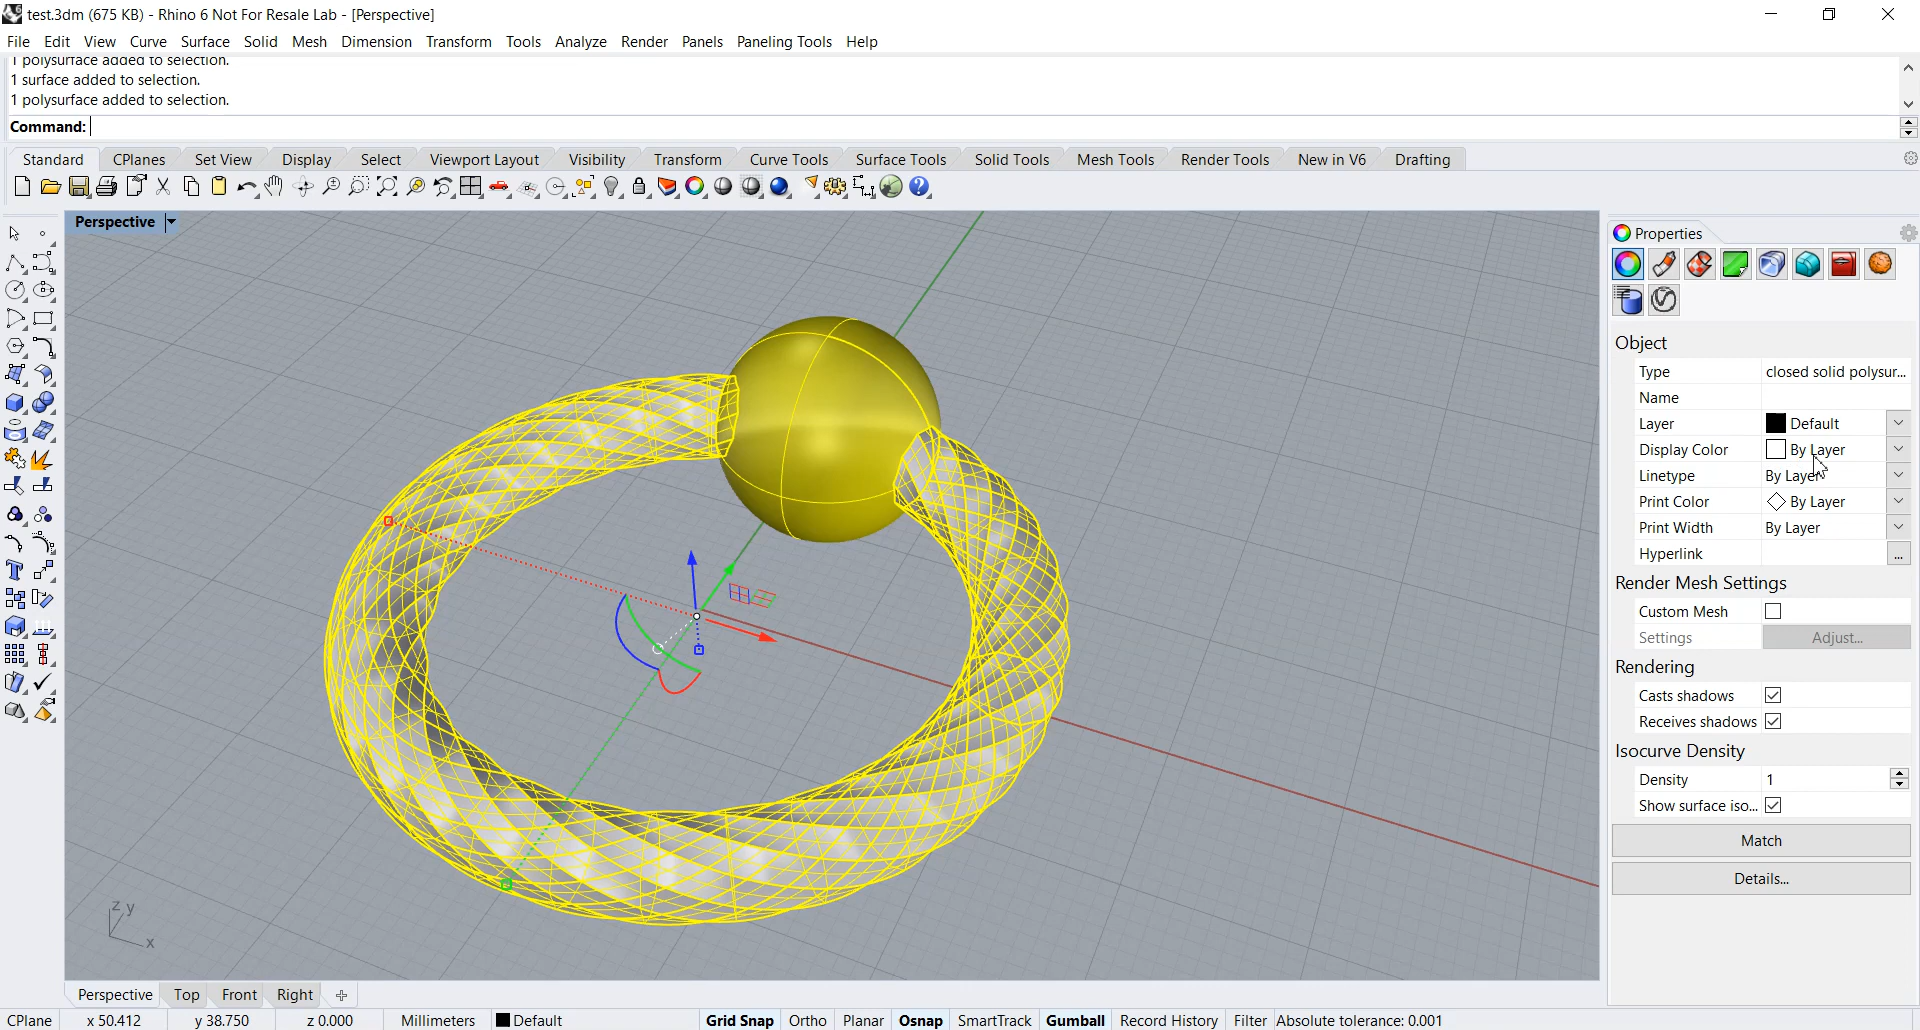 test.3dm (675 KB) - Rhino 6 Not For Resale Lab - [Perspective]
File Edit View Curve Surface Solid Mesh Dimension Transform Tools Analyze Render Panels Paneling Tools Help
1 polysurface added to selection.
1 surface added to selection.
1 polysurface added to selection.
Command:
Standard CPlanes Set View Display Select Viewport Layout Visibility Transform Curve Tools Surface Tools Solid Tools Mesh Tools Render Tools New in V6 Drafting
Perspective
Properties
Object
Type closed solid polysur...
Name
Layer Default
Display Color By Layer
Linetype By Layer
Print Color By Layer
Print Width By Layer
Hyperlink ...
Render Mesh Settings
Custom Mesh
Settings Adjust...
Rendering
Casts shadows
Receives shadows
Isocurve Density
Density 1
Show surface iso...
Match
Details...
z y
x
Perspective Top Front Right
CPlane x 50.412 y 38.750 z 0.000 Millimeters Default Grid Snap Ortho Planar Osnap SmartTrack Gumball Record History Filter Absolute tolerance: 0.001